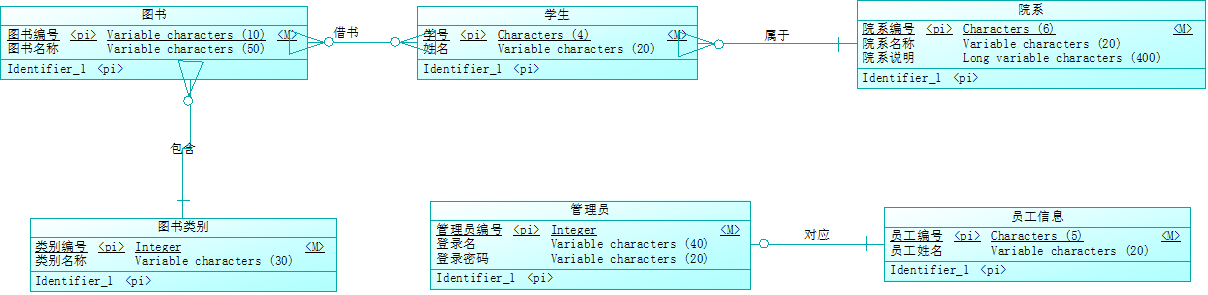 图书
图书编号 <pi> Variable characters (10) <M>
图书名称 Variable characters (50)
Identifier_1 <pi>
借书
学生
学号 <pi> Characters (4) <M>
姓名 Variable characters (20)
Identifier_1 <pi>
属于
院系
院系编号 <pi> Characters (6) <M>
院系名称 Variable characters (20)
院系说明 Long variable characters (400)
Identifier_1 <pi>
包含
图书类别
类别编号 <pi> Integer <M>
类别名称 Variable characters (30)
Identifier_1 <pi>
管理员
管理员编号 <pi> Integer <M>
登录名 Variable characters (40)
登录密码 Variable characters (20)
Identifier_1 <pi>
对应
员工信息
员工编号 <pi> Characters (5) <M>
员工姓名 Variable characters (20)
Identifier_1 <pi>